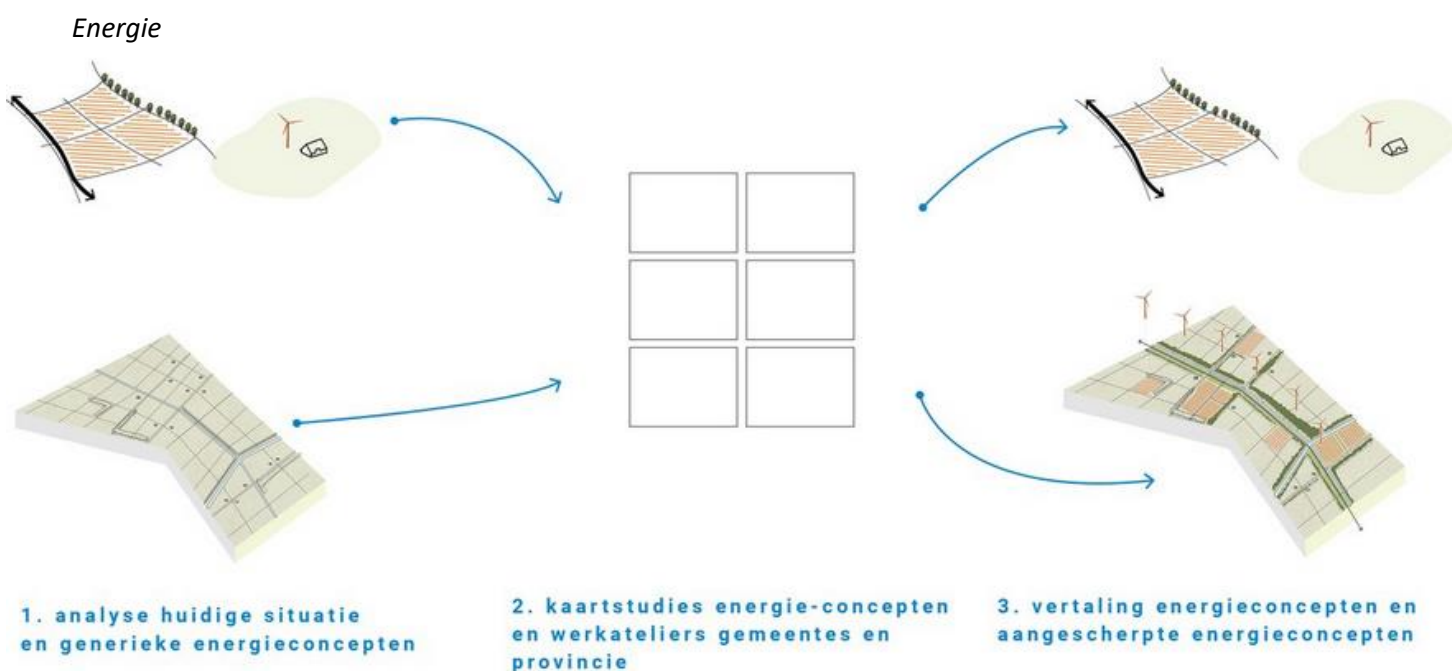 Energie
1. analyse huidige situatie
en generieke energieconcepten
2. kaartstudies energie-concepten
en werkateliers gemeentes en
provincie
3. vertaling energieconcepten en
aangescherpte energieconcepten